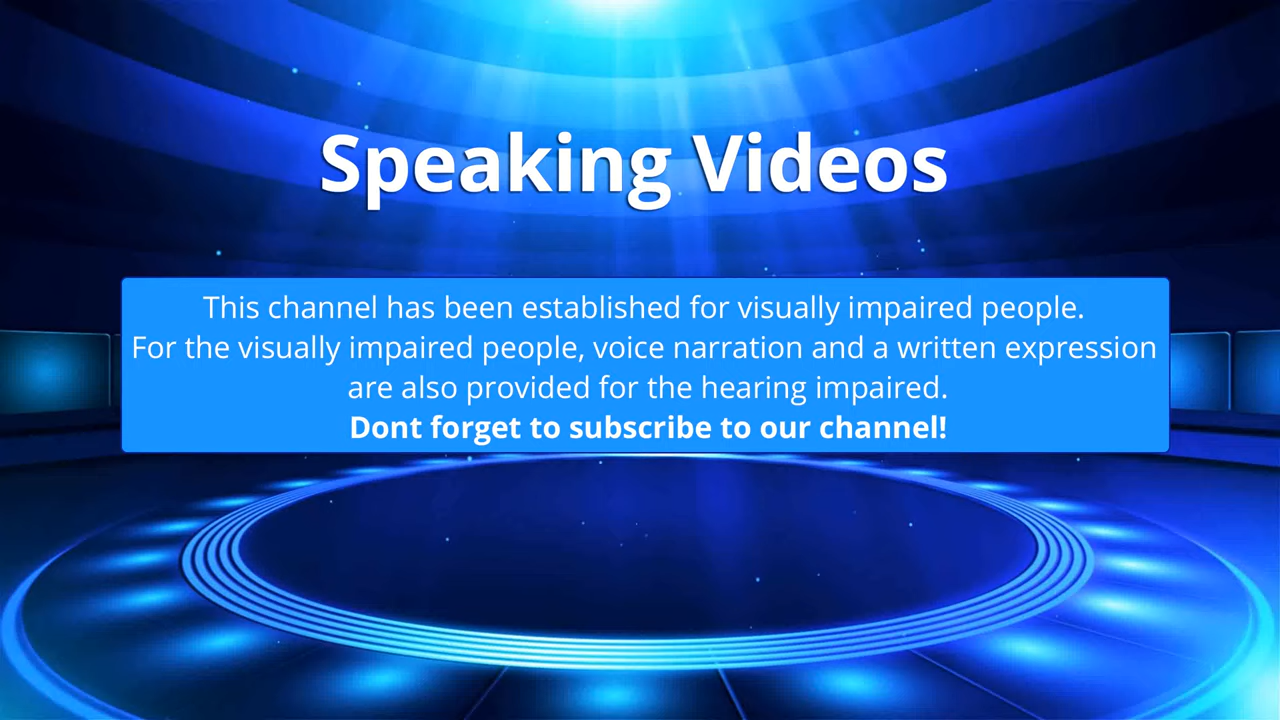 Speaking Videos
This channel has been established for visually impaired people.
For the visually impaired people, voice narration and a written expression
are also provided for the hearing impaired.
Dont forget to subscribe to our channel!